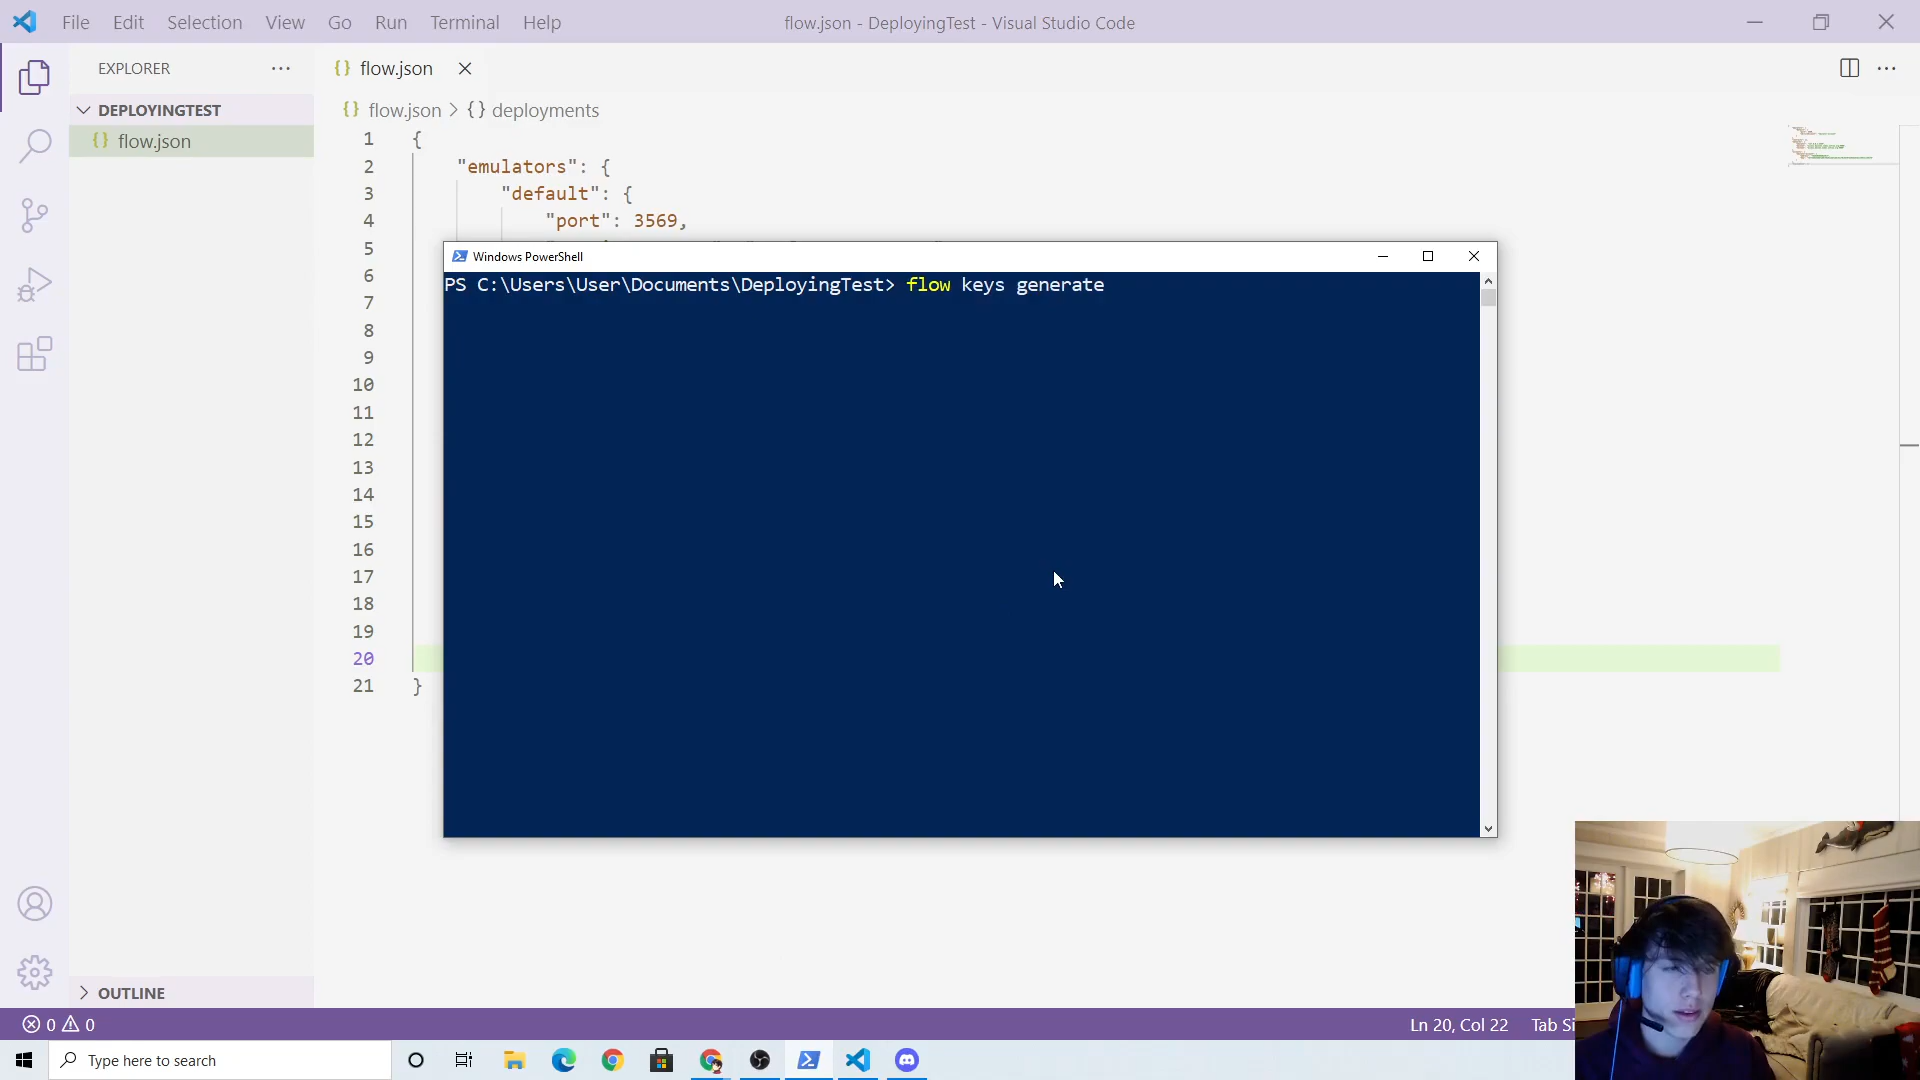 File Edit Selection View Go Run Terminal Help
flow.json - DeployingTest - Visual Studio Code
EXPLORER
DEPLOYINGTEST
{} flow.json
{} flow.json
{} flow.json > {} deployments
1 {
2 "emulators": {
3 "default": {
4 "port": 3569,
5
6
7
8
9
10
11
12
13
14
15
16
17
18
19
20
21 }
Windows PowerShell
PS C:\Users\User\Documents\DeployingTest> flow keys generate
OUTLINE
0 0
Ln 20, Col 22
Tab Si
Type here to search